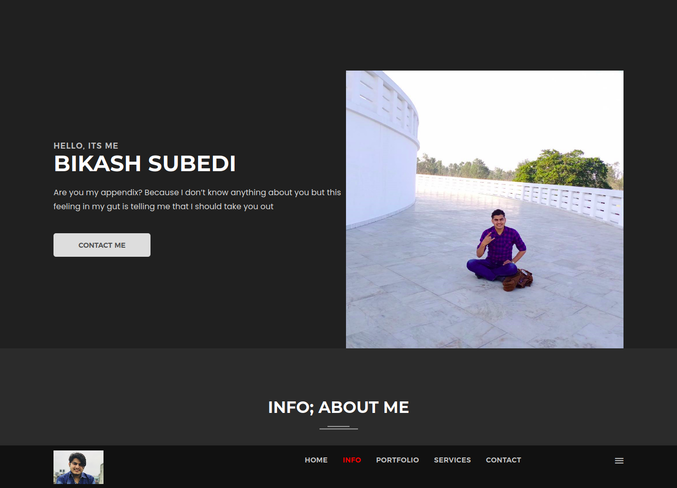 HELLO, ITS ME
BIKASH SUBEDI
Are you my appendix? Because I don't know anything about you but this
feeling in my gut is telling me that I should take you out
CONTACT ME
INFO; ABOUT ME
HOME INFO PORTFOLIO SERVICES CONTACT